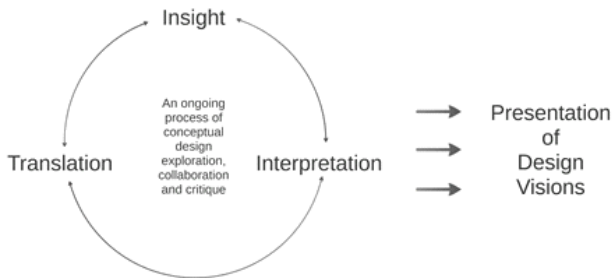 Insight
An ongoing
process of
conceptual
design
exploration,
collaboration
and critique
Translation
Interpretation
Presentation
of
Design
Visions